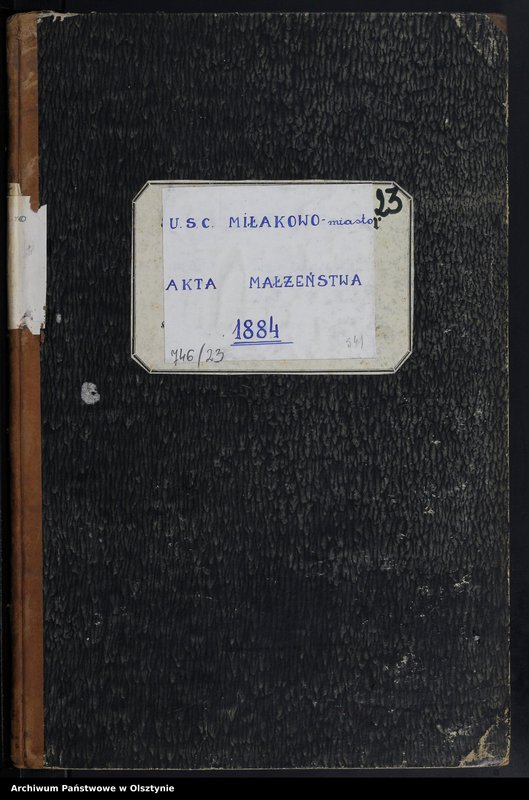 23
U.S.C. MIŁAKOWO-miasto
AKTA MAŁŻEŃSTWA
1884
746/23
Archiwum Państwowe w Olsztynie